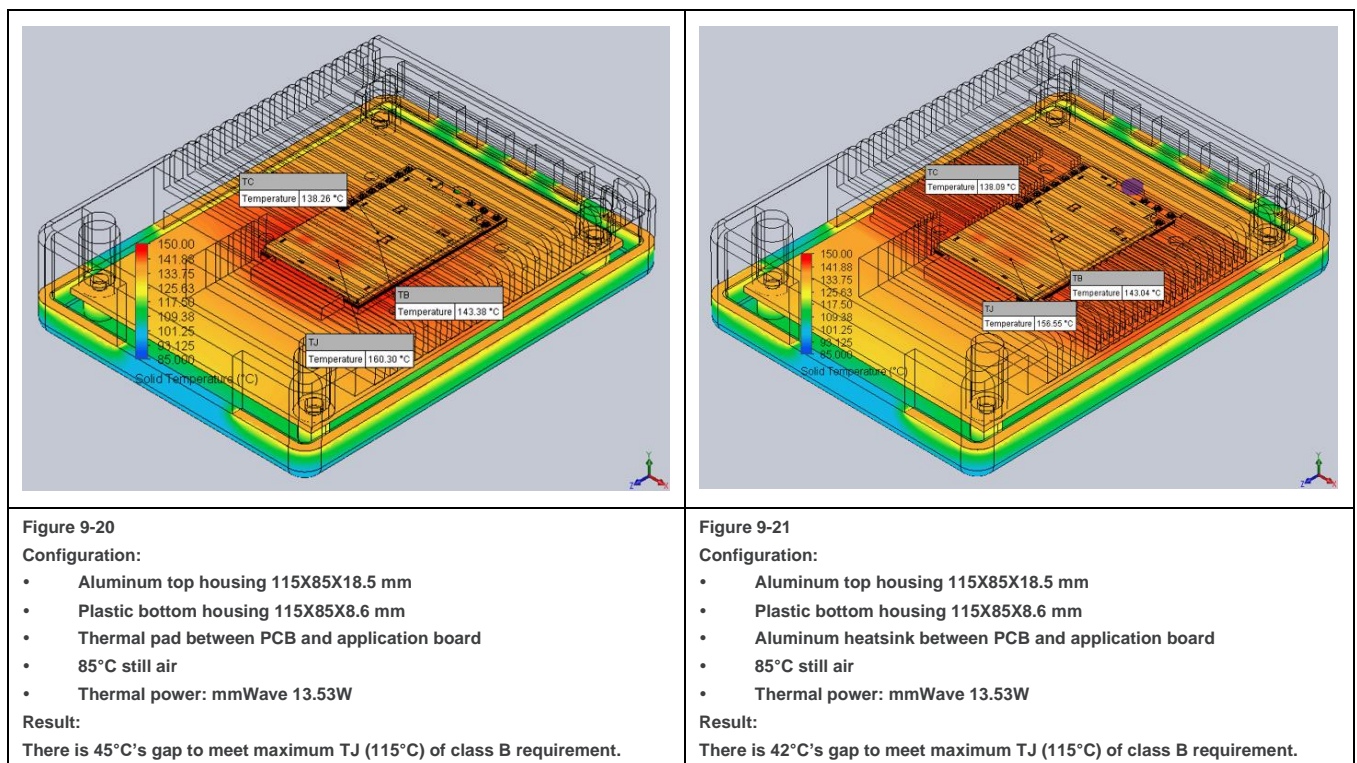 TC
Temperature 138.26 °C
150.00
141.88
133.75
125.63
117.50
109.38
101.25
93.125
85.000
Solid Temperature (°C)
TB
Temperature 143.38 °C
TJ
Temperature 160.30 °C
Y
Z
X
TC
Temperature 138.09 °C
150.00
141.88
133.75
125.63
117.50
109.38
101.25
93.125
85.000
Solid Temperature (°C)
TB
Temperature 143.04 °C
TJ
Temperature 156.55 °C
Y
Z
X
Figure 9-20
Configuration:
• Aluminum top housing 115X85X18.5 mm
• Plastic bottom housing 115X85X8.6 mm
• Thermal pad between PCB and application board
• 85°C still air
• Thermal power: mmWave 13.53W
Result:
There is 45°C's gap to meet maximum TJ (115°C) of class B requirement.
Figure 9-21
Configuration:
• Aluminum top housing 115X85X18.5 mm
• Plastic bottom housing 115X85X8.6 mm
• Aluminum heatsink between PCB and application board
• 85°C still air
• Thermal power: mmWave 13.53W
Result:
There is 42°C's gap to meet maximum TJ (115°C) of class B requirement.